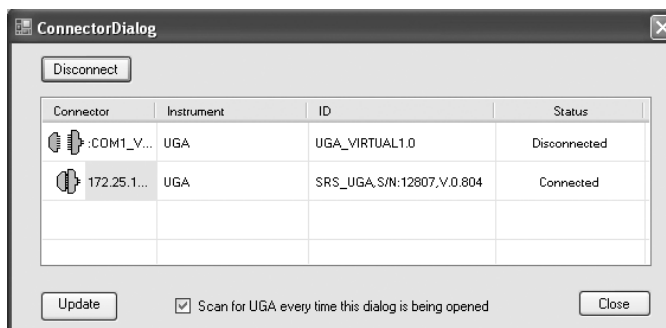 ConnectorDialog
Disconnect
Connector Instrument ID Status
:COM1_V... UGA UGA_VIRTUAL1.0 Disconnected
172.25.1... UGA SRS_UGA,S/N:12807,V.0.804 Connected
Update Scan for UGA every time this dialog is being opened Close